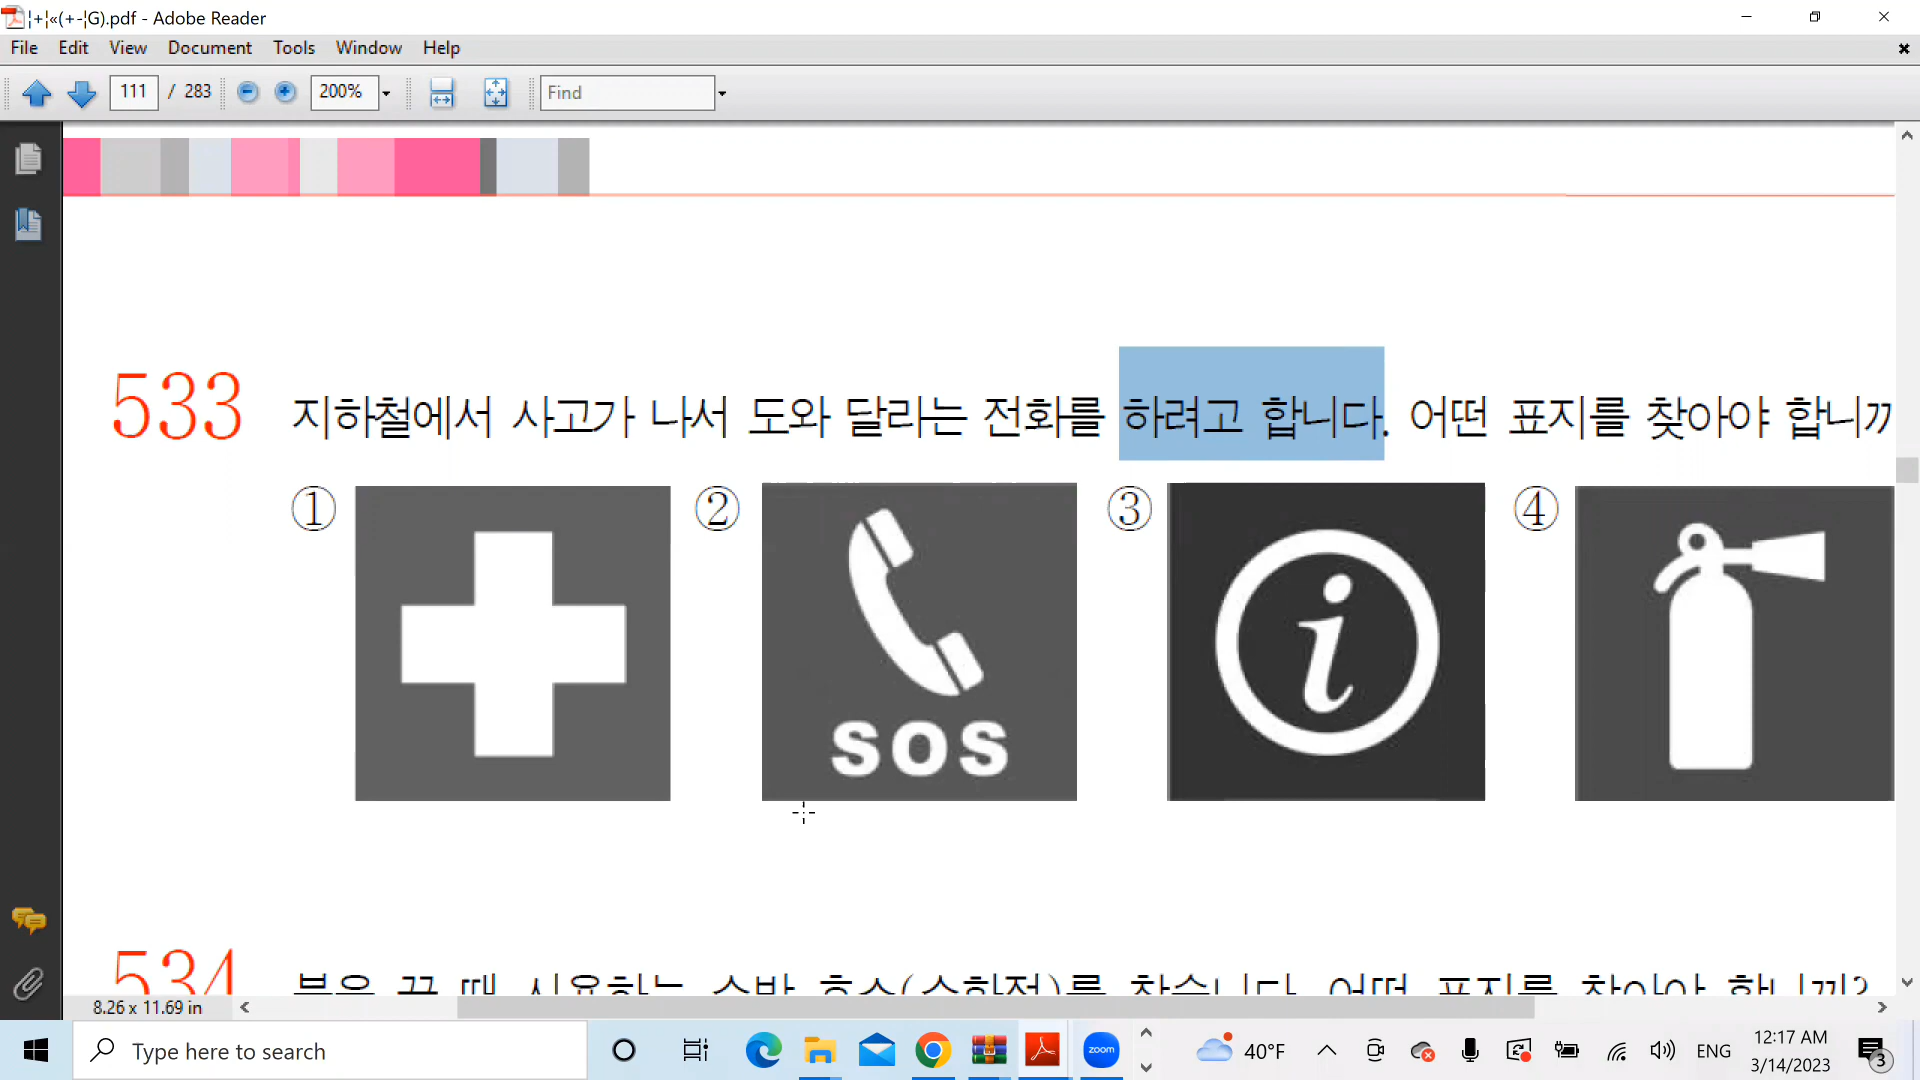 ¦+¦«(+-¦G).pdf - Adobe Reader
File Edit View Document Tools Window Help
111 / 283 200% Find
533 지하철에서 사고가 나서 도와 달라는 전화를 하려고 합니다. 어떤 표지를 찾아야 합니까
① ② ③ ④
i
SOS
534
8.26 x 11.69 in
Type here to search
zoom
40°F
ENG
12:17 AM
3/14/2023
3